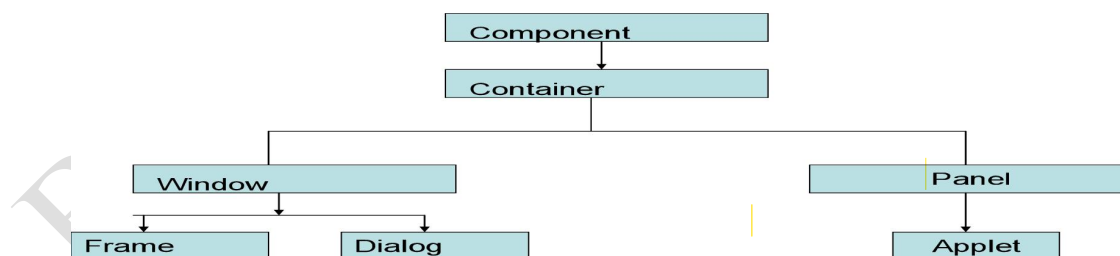 Component
Container
Window
Panel
Frame
Dialog
Applet